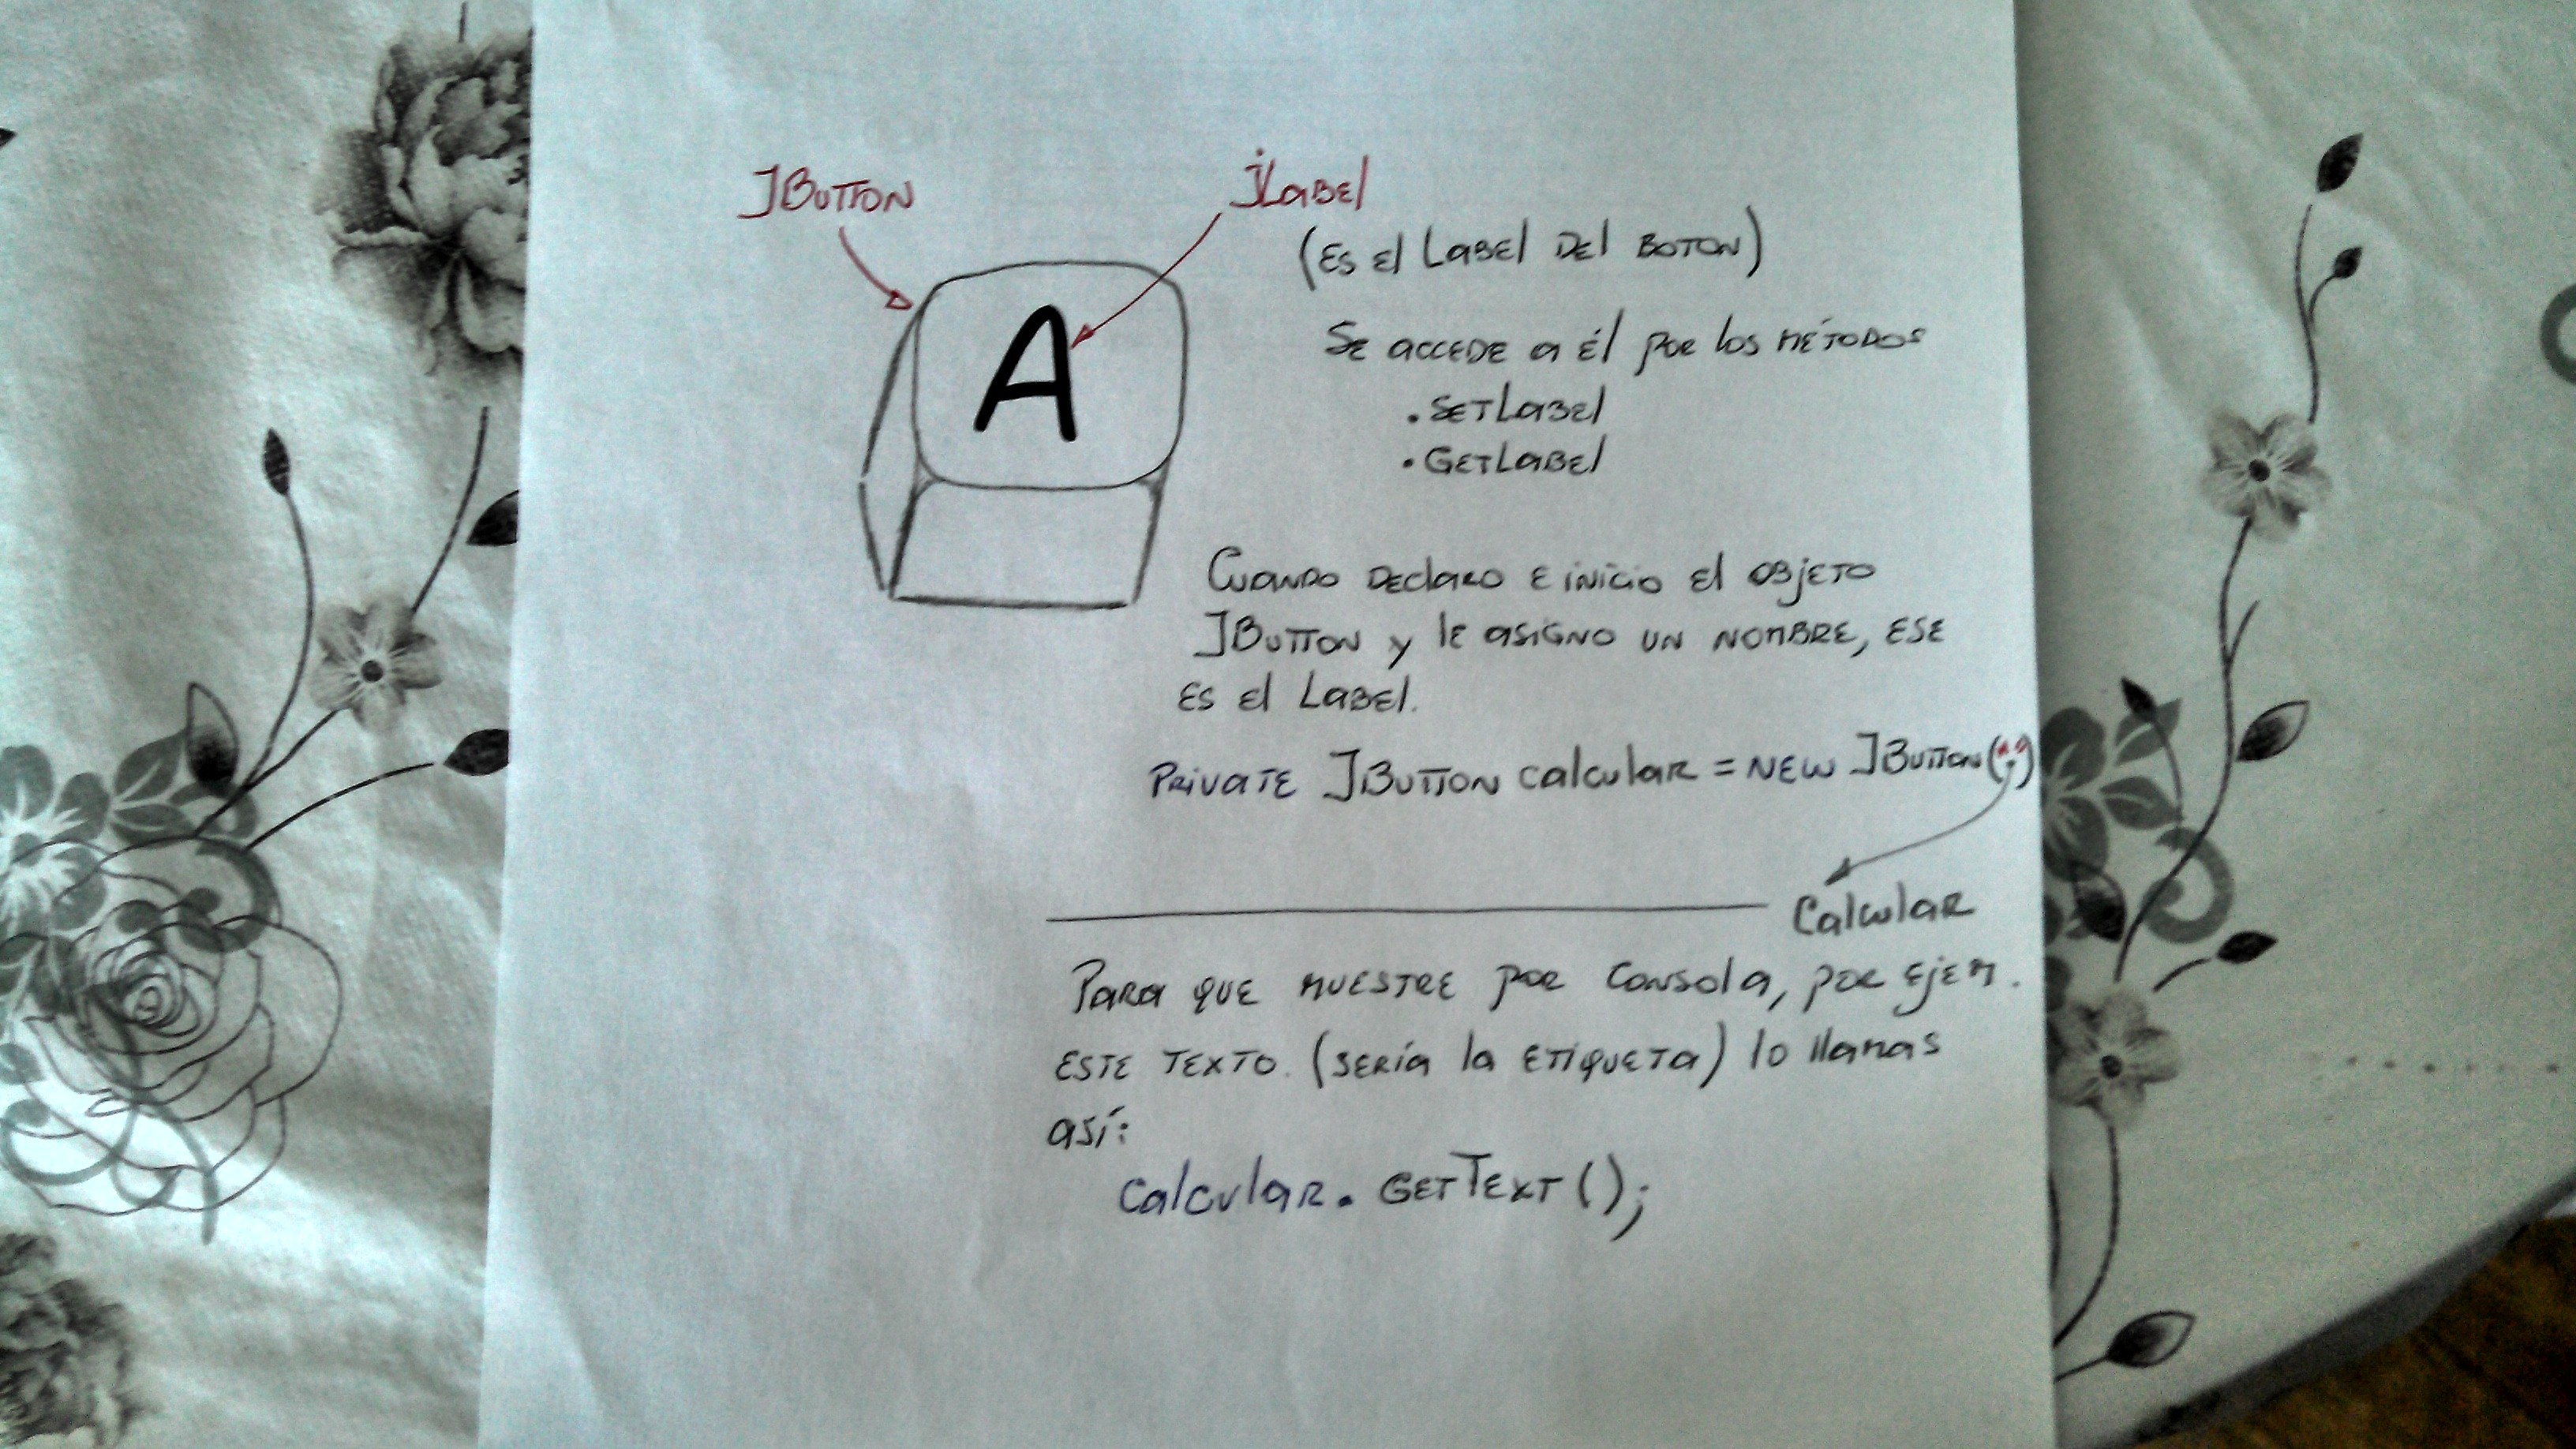 JBUTTON
JLABEL
A
(ES EL LABEL DEL BOTON)
SE ACCEDE A ÉL POR LOS MÉTODOS
. SETLABEL
. GETLABEL
CUANDO DECLARO E INICIO EL OBJETO
JBUTTON Y LE ASIGNO UN NOMBRE, ESE
ES EL LABEL.
PRIVATE JBUTTON CALCULAR = NEW JBUTTON("")
CALCULAR
PARA QUE MUESTRE POR CONSOLA, POR EJEM.
ESTE TEXTO. (SERÍA LA ETIQUETA) LO LLAMAS
ASÍ:
CALCULAR. GETTEXT();